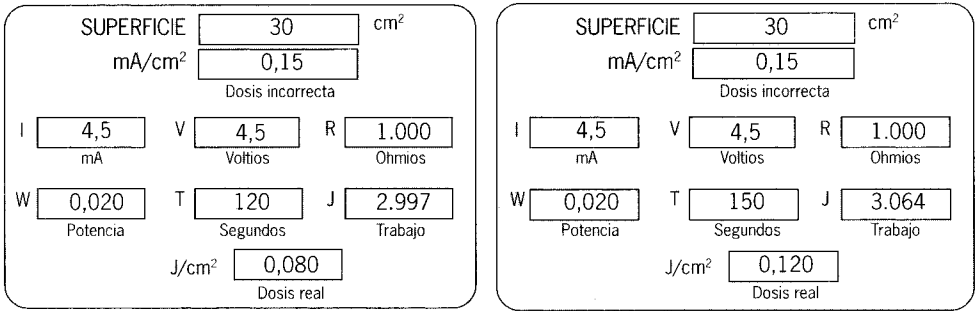 SUPERFICIE 30 cm²
mA/cm² 0,15
Dosis incorrecta
I 4,5 V 4,5 R 1.000
mA Voltios Ohmios
W 0,020 T 120 J 2.997
Potencia Segundos Trabajo
J/cm² 0,080
Dosis real
SUPERFICIE 30 cm²
mA/cm² 0,15
Dosis incorrecta
I 4,5 V 4,5 R 1.000
mA Voltios Ohmios
W 0,020 T 150 J 3.064
Potencia Segundos Trabajo
J/cm² 0,120
Dosis real